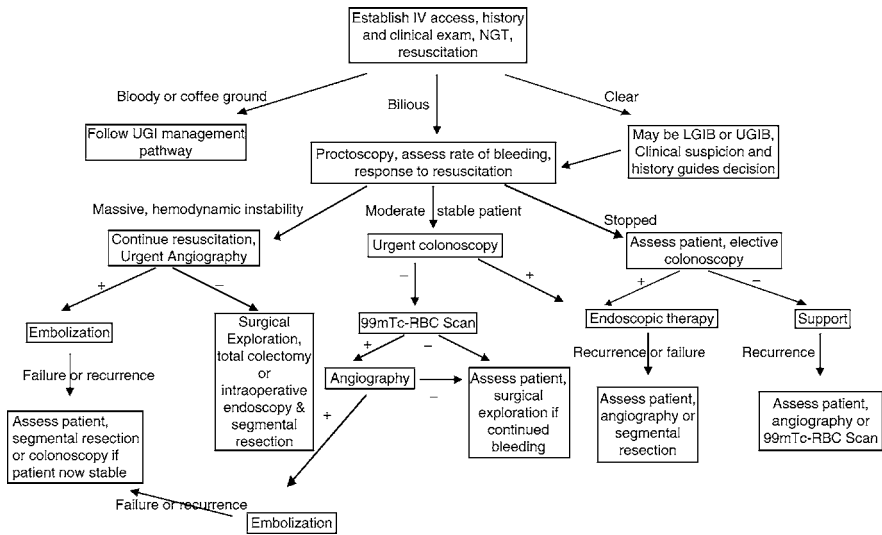 Establish IV access, history
and clinical exam, NGT,
resuscitation
Bloody or coffee ground
Bilious
Clear
Follow UGI management
pathway
Proctoscopy, assess rate of bleeding,
response to resuscitation
May be LGIB or UGIB,
Clinical suspicion and
history guides decision
Massive, hemodynamic instability
Moderate stable patient
Stopped
Continue resuscitation,
Urgent Angiography
Urgent colonoscopy
Assess patient, elective
colonoscopy
+
–
–
+
+
–
Embolization
Surgical
Exploration,
total colectomy
or
intraoperative
endoscopy &
segmental
resection
99mTc-RBC Scan
Endoscopic therapy
Support
Failure or recurrence
+
–
Recurrence or failure
Recurrence
Angiography
–
Assess patient,
surgical
exploration if
continued
bleeding
Assess patient,
angiography or
segmental
resection
Assess patient,
angiography or
99mTc-RBC Scan
Assess patient,
segmental resection
or colonoscopy if
patient now stable
+
Failure or recurrence
Embolization